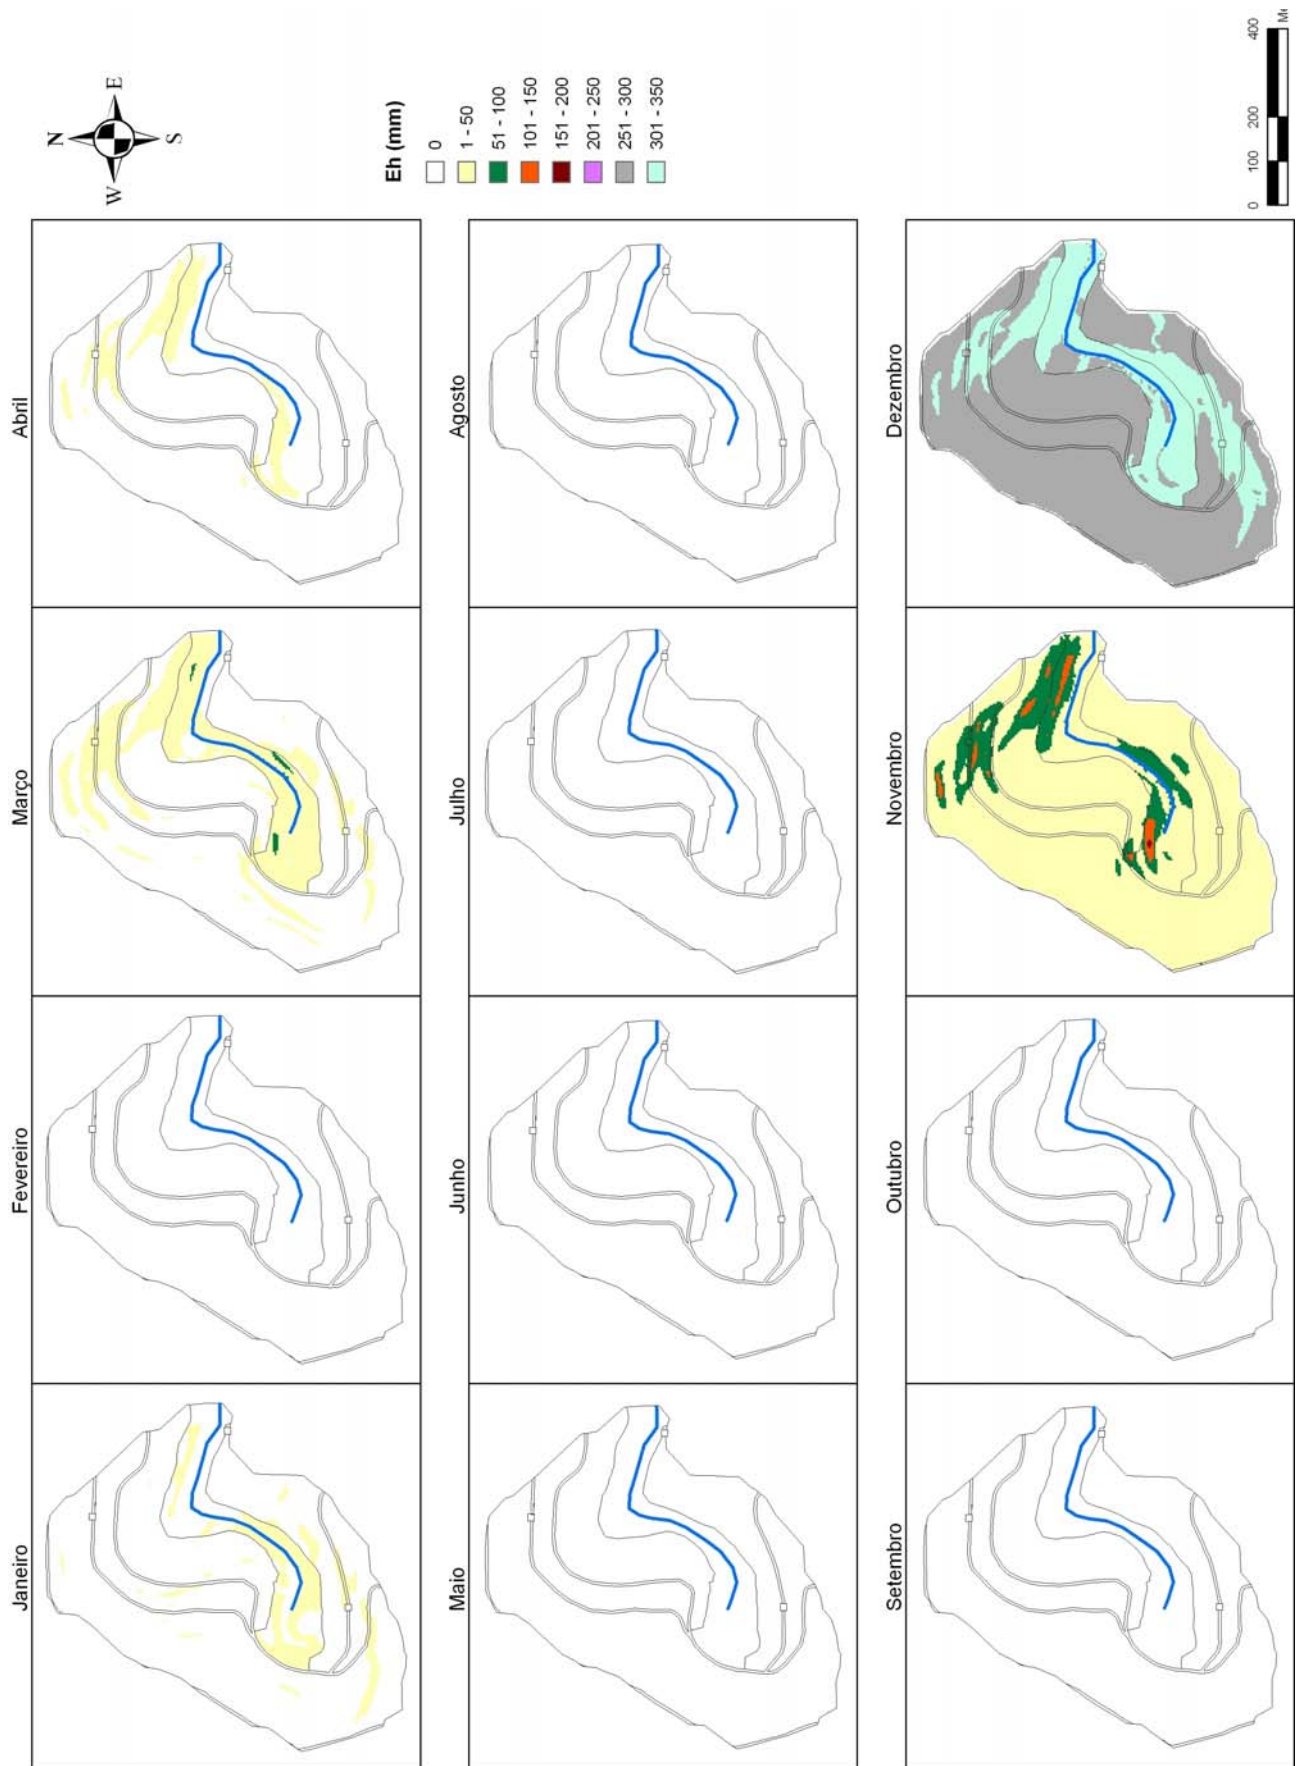 Janeiro
Fevereiro
Março
Abril
Maio
Junho
Julho
Agosto
Setembro
Outubro
Novembro
Dezembro
N
W
E
S
Eh (mm)
0
1 - 50
51 - 100
101 - 150
151 - 200
201 - 250
251 - 300
301 - 350
0 100 200 400